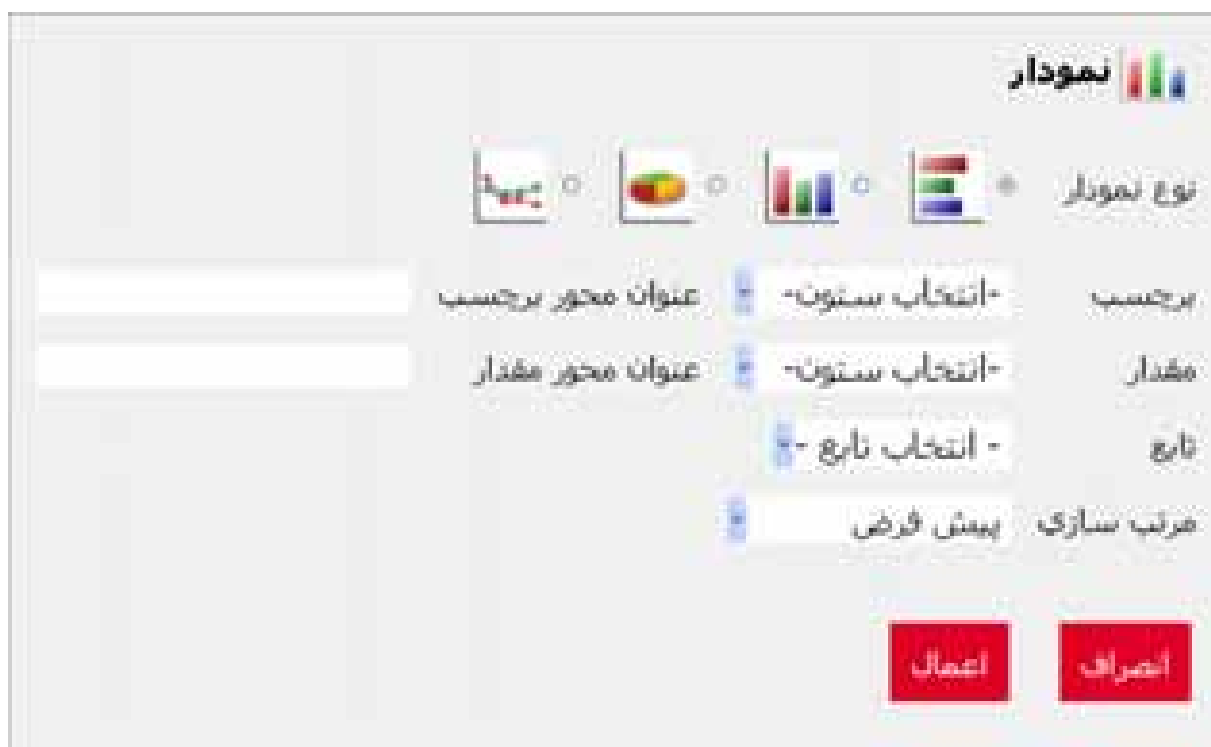 نمودار
نوع نمودار
برچسب -انتخاب ستون- عنوان محور برچسب
مقدار -انتخاب ستون- عنوان محور مقدار
تابع - انتخاب تابع -
مرتب سازی پیش فرض
انصراف اعمال